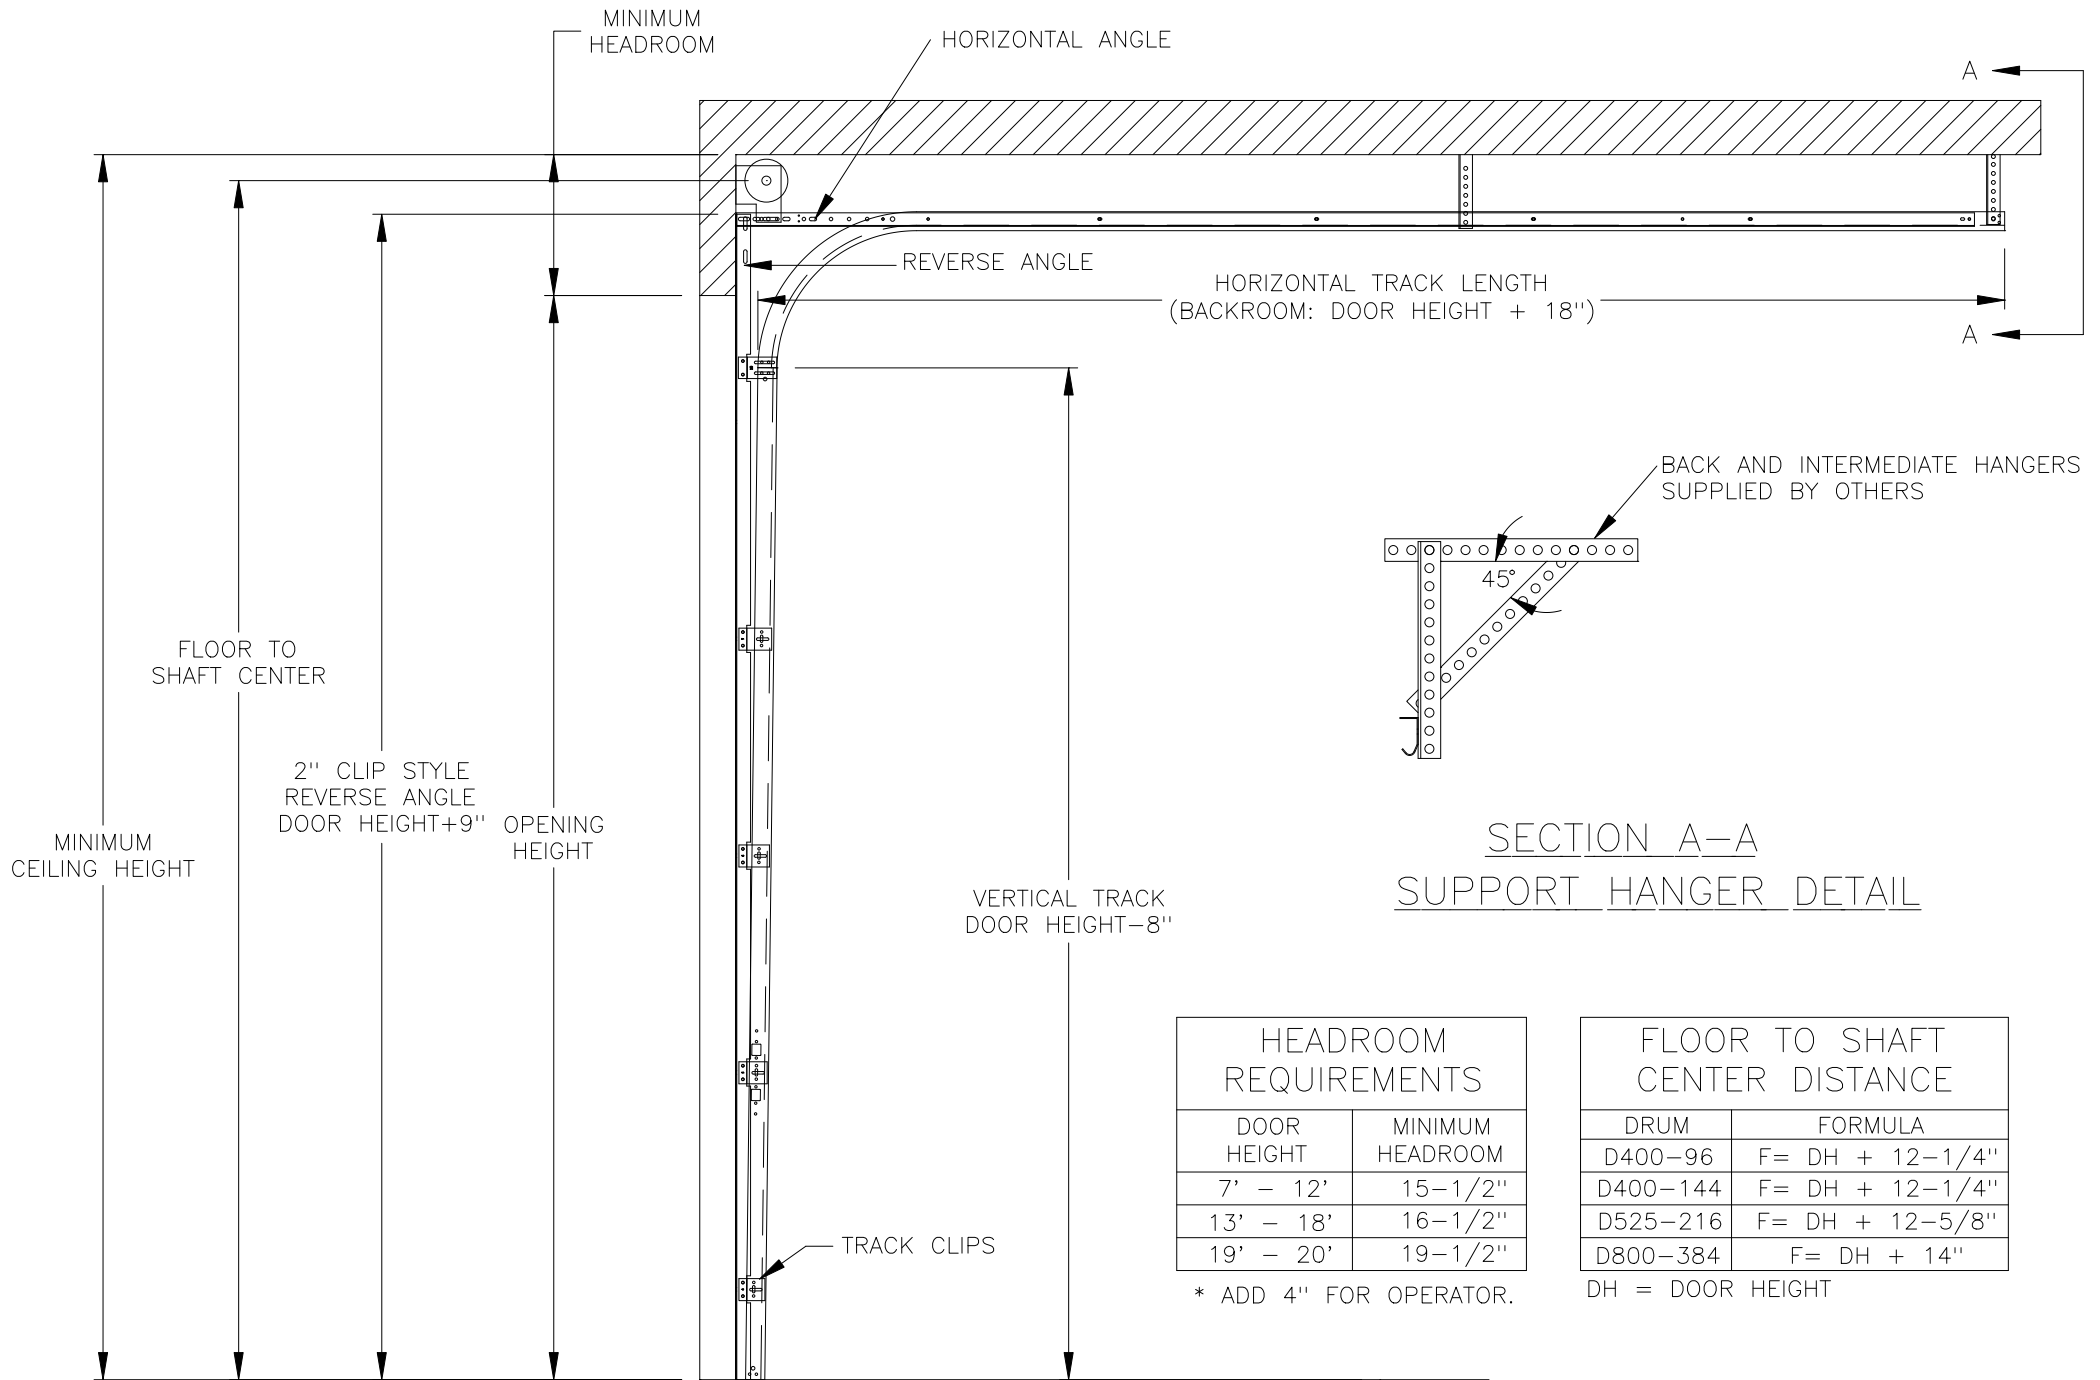 MINIMUM
HEADROOM
HORIZONTAL ANGLE
A
REVERSE ANGLE
HORIZONTAL TRACK LENGTH
(BACKROOM: DOOR HEIGHT + 18")
A
BACK AND INTERMEDIATE HANGERS
SUPPLIED BY OTHERS
45°
FLOOR TO
SHAFT CENTER
2" CLIP STYLE
REVERSE ANGLE
DOOR HEIGHT+9"
OPENING
HEIGHT
MINIMUM
CEILING HEIGHT
VERTICAL TRACK
DOOR HEIGHT-8"
SECTION A-A
SUPPORT HANGER DETAIL
TRACK CLIPS
HEADROOM
REQUIREMENTS
DOOR
HEIGHT
MINIMUM
HEADROOM
7' - 12' 15-1/2"
13' - 18' 16-1/2"
19' - 20' 19-1/2"
* ADD 4" FOR OPERATOR.
FLOOR TO SHAFT
CENTER DISTANCE
DRUM FORMULA
D400-96 F= DH + 12-1/4"
D400-144 F= DH + 12-1/4"
D525-216 F= DH + 12-5/8"
D800-384 F= DH + 14"
DH = DOOR HEIGHT